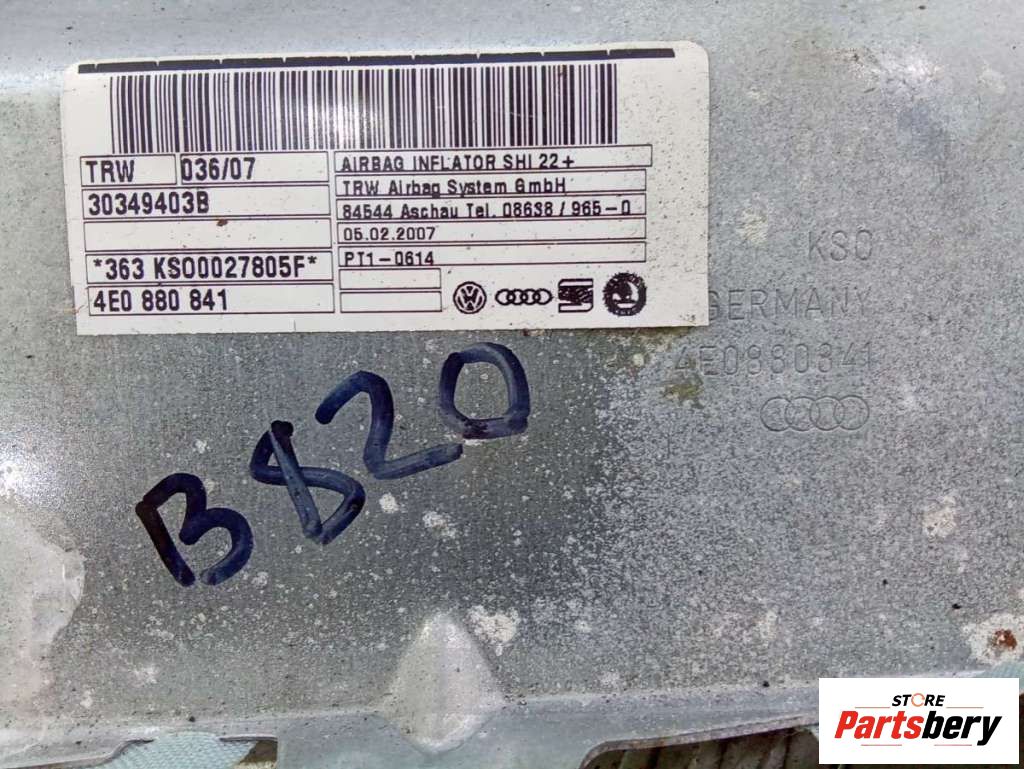 TRW 036/07
30349403B
*363 KS00027805F*
4E0 880 841
AIRBAG INFLATOR SHI 22+
TRW Airbag System GmbH
84544 Aschau Tel. 08638 / 965-0
05.02.2007
PT1-0614
KSO
GERMANY
4E0880841
B820
STORE
Partsbery